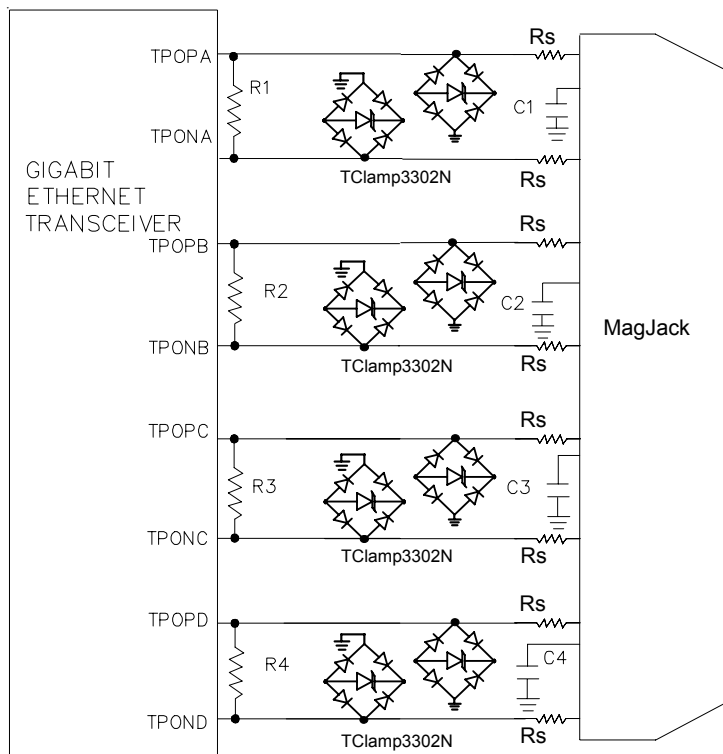 TPOPA
Rs
R1
C1
TPONA
TClamp3302N
Rs
GIGABIT
ETHERNET
TRANSCEIVER
TPOPB
Rs
R2
C2
MagJack
TPONB
TClamp3302N
Rs
TPOPC
Rs
R3
C3
TPONC
TClamp3302N
Rs
TPOPD
Rs
R4
C4
TPOND
TClamp3302N
Rs